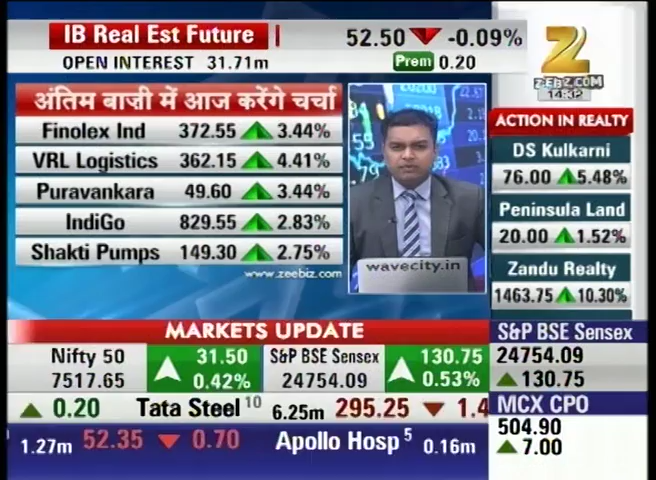 IB Real Est Future 52.50 -0.09%
OPEN INTEREST 31.71m Prem 0.20
ZEEBIZ.COM
अंतिम बाज़ी में आज करेंगे चर्चा
Finolex Ind 372.55 3.44%
VRL Logistics 362.15 4.41%
Puravankara 49.60 3.44%
IndiGo 829.55 2.83%
Shakti Pumps 149.30 2.75%
www.zeebiz.com
wavecity.in
ACTION IN REALTY
DS Kulkarni
76.00 5.48%
Peninsula Land
20.00 1.52%
Zandu Realty
1463.75 10.30%
MARKETS UPDATE
Nifty 50 31.50 S&P BSE Sensex 130.75
7517.65 0.42% 24754.09 0.53%
0.20 Tata Steel 10 6.25m 295.25 1.4
1.27m 52.35 0.70 Apollo Hosp 5 0.16m
S&P BSE Sensex
24754.09
130.75
MCX CPO
504.90
7.00